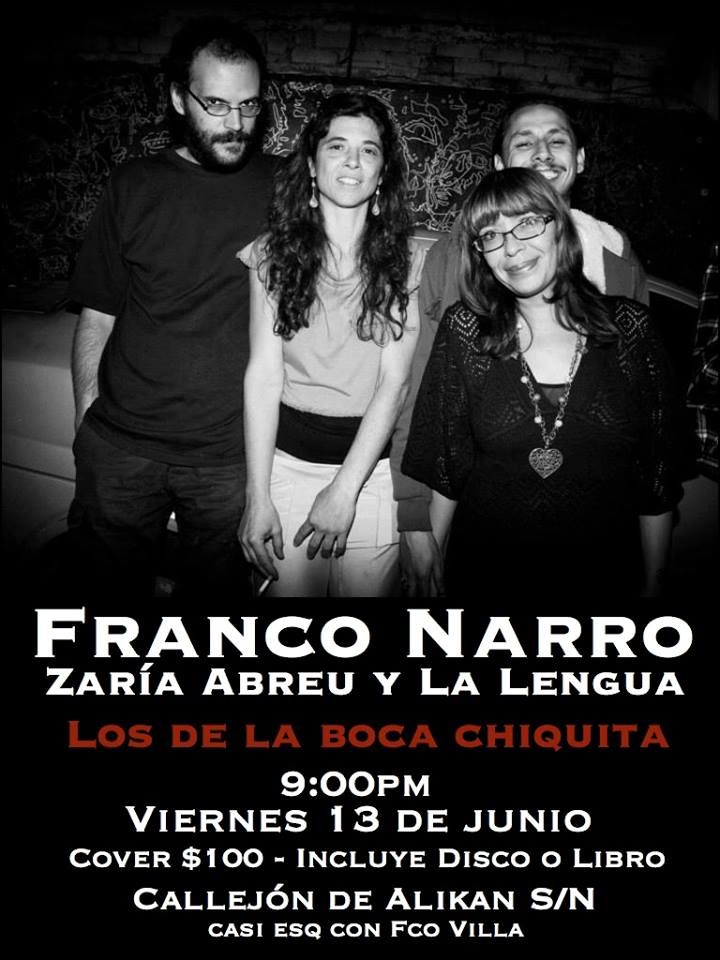 Franco Narro
Zaría Abreu y La Lengua
Los de la boca chiquita
9:00pm
Viernes 13 de junio
Cover $100 - Incluye Disco o Libro
Callejón de Alikan S/N
casi esq con Fco Villa